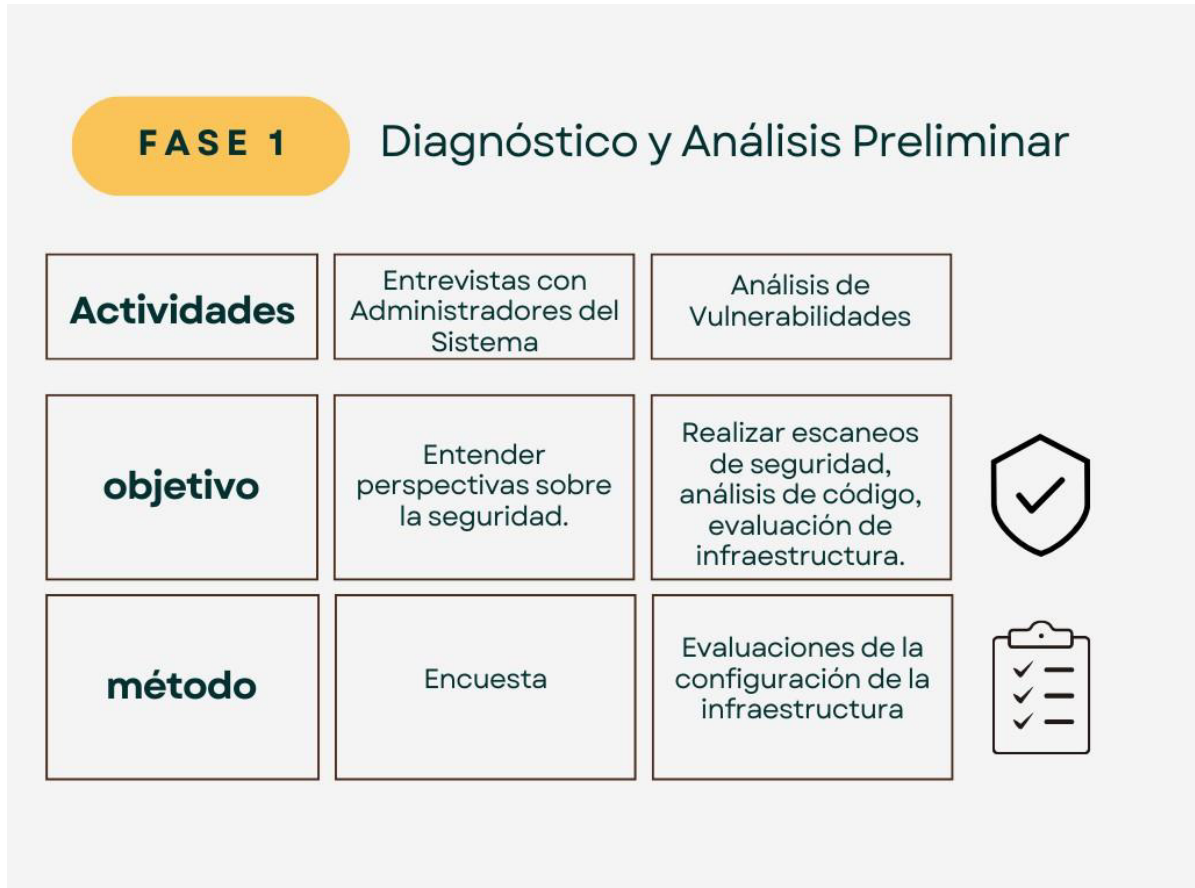 FASE 1
Diagnóstico y Análisis Preliminar
Actividades
Entrevistas con
Administradores del
Sistema
Análisis de
Vulnerabilidades
objetivo
Entender
perspectivas sobre
la seguridad.
Realizar escaneos
de seguridad,
análisis de código,
evaluación de
infraestructura.
método
Encuesta
Evaluaciones de la
configuración de la
infraestructura